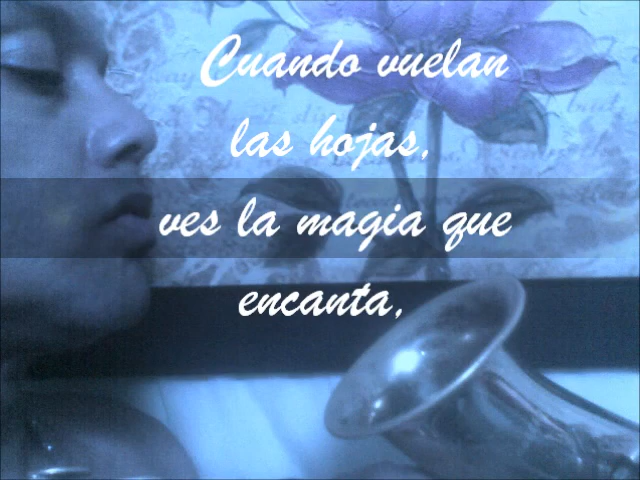 Cuando vuelan
las hojas,
ves la magia que
encanta,